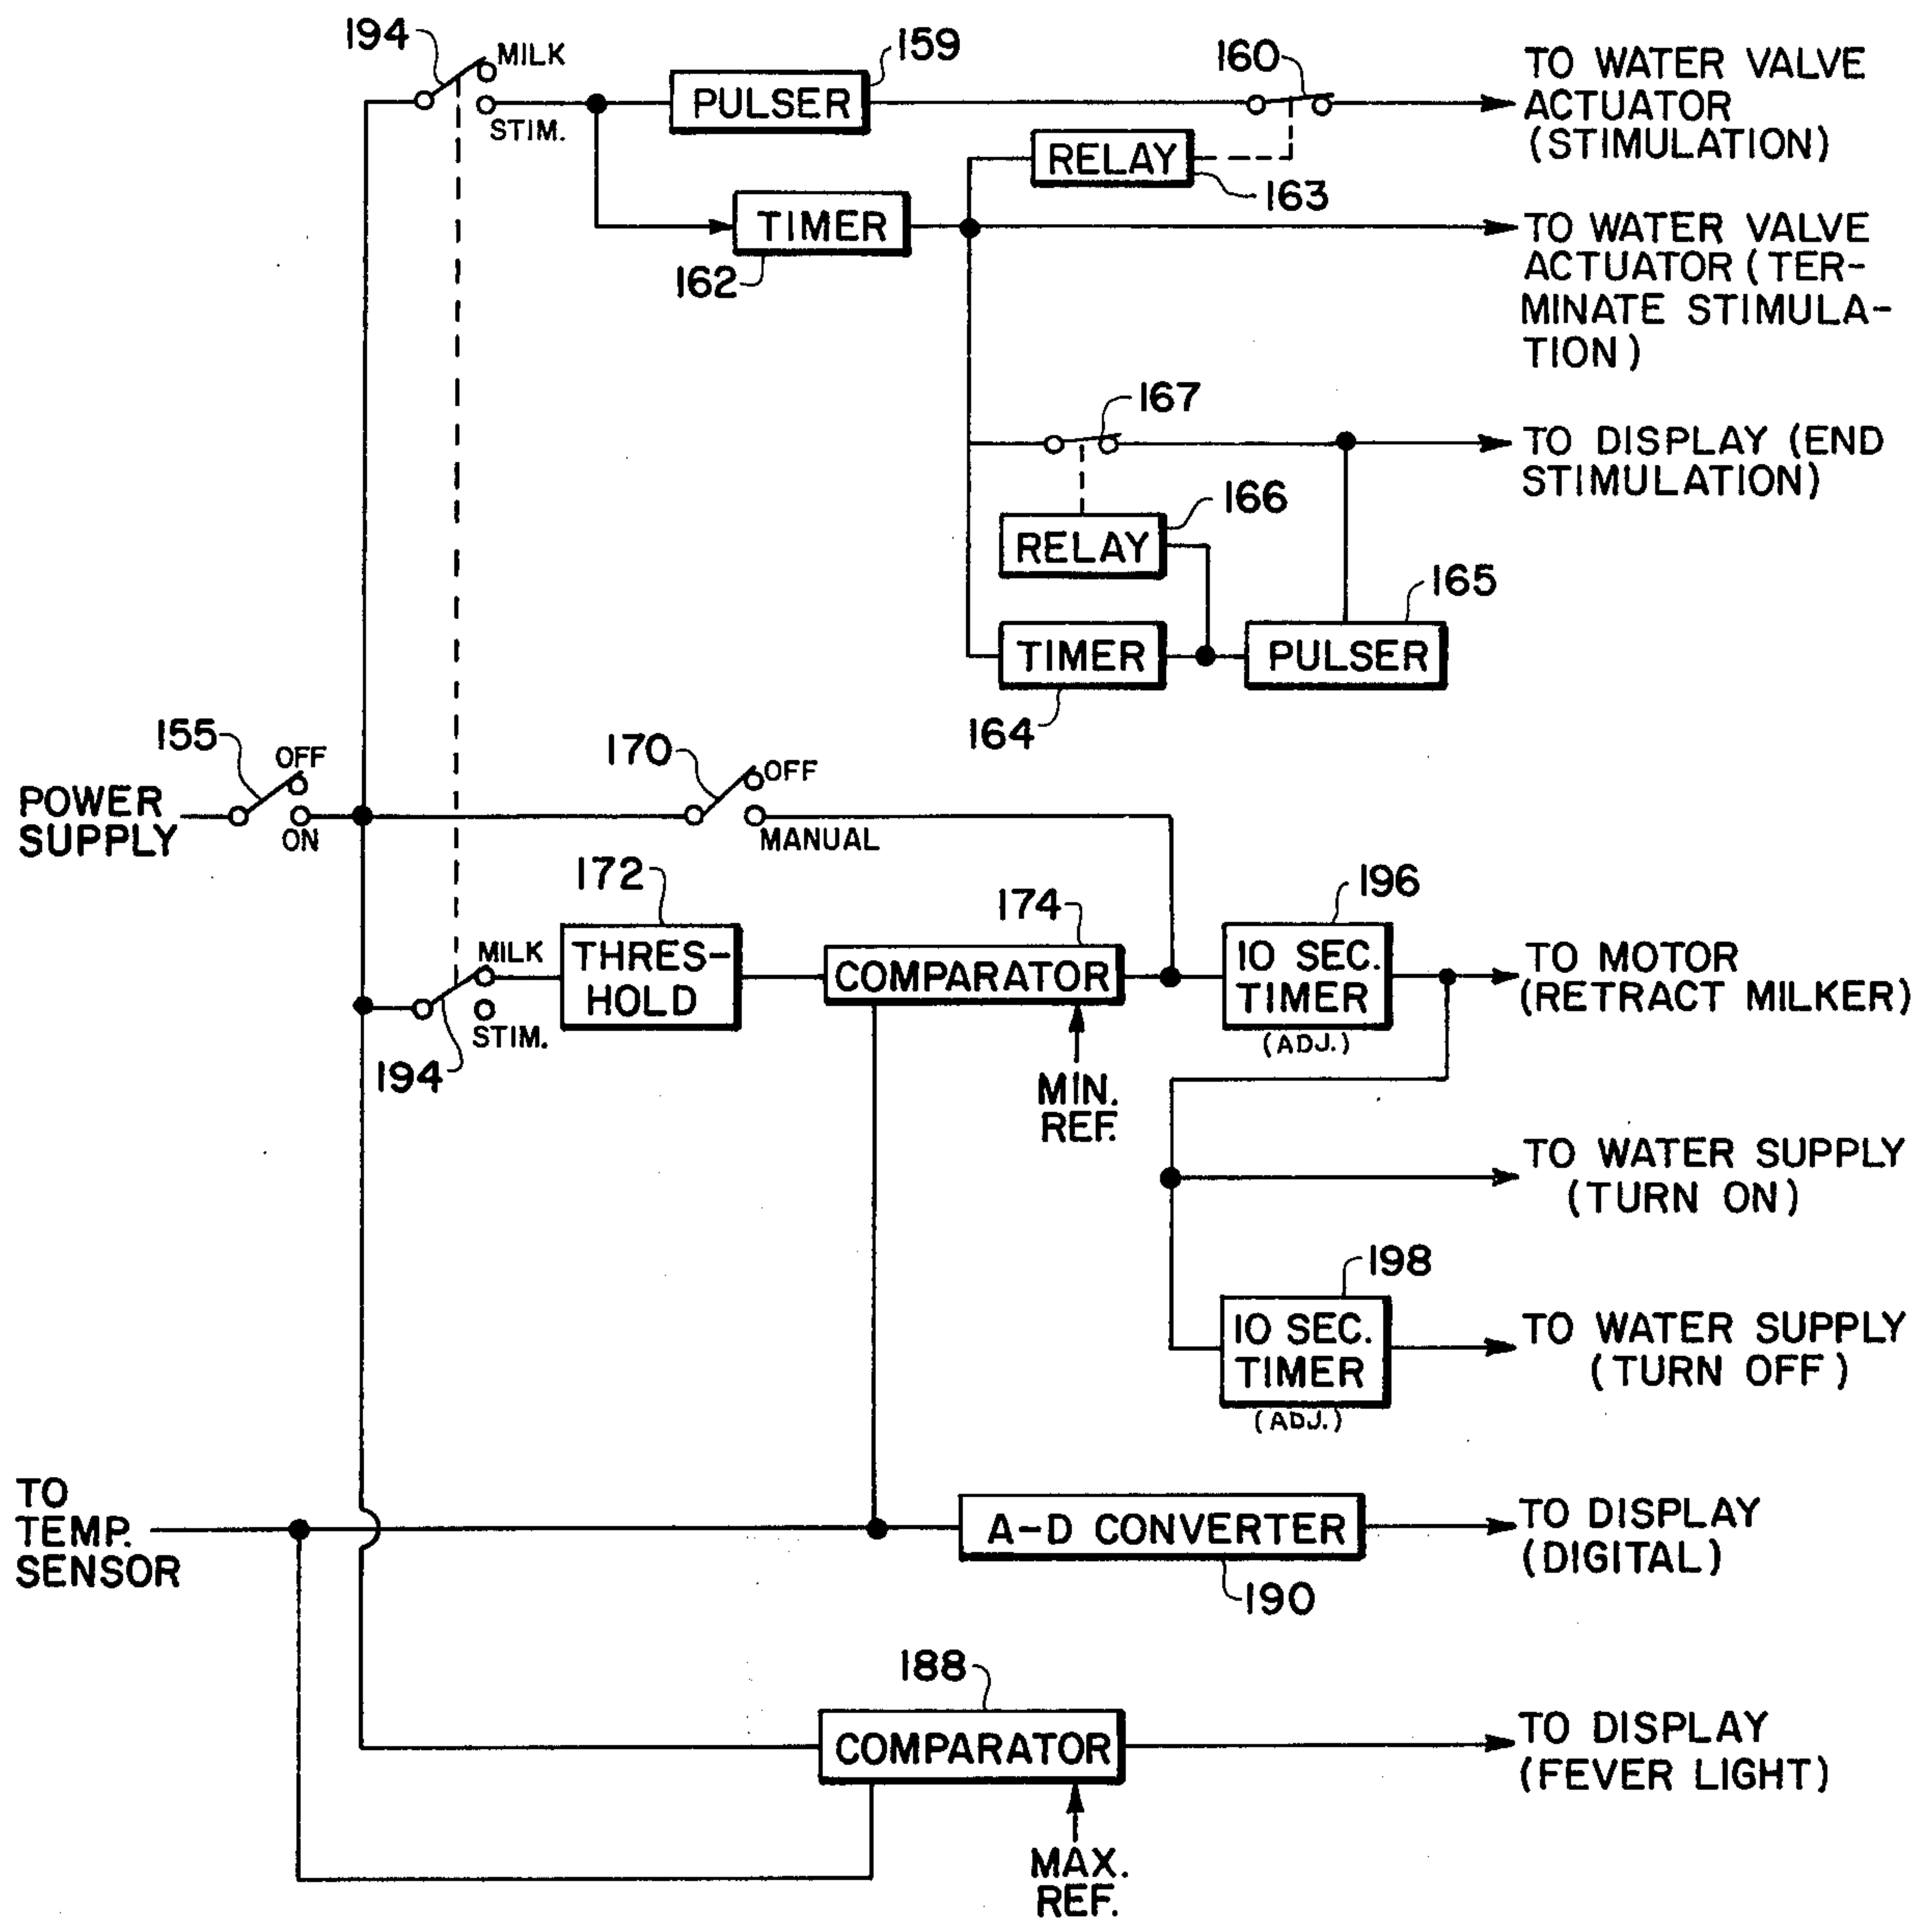 194
MILK
STIM.
PULSER
159
160
TO WATER VALVE
ACTUATOR
(STIMULATION)
RELAY
163
TIMER
162
TO WATER VALVE
ACTUATOR (TER-
MINATE STIMULA-
TION)
167
TO DISPLAY (END
STIMULATION)
166
RELAY
165
TIMER
PULSER
164
155
OFF
ON
POWER
SUPPLY
170
OFF
MANUAL
172
THRES-
HOLD
174
COMPARATOR
196
10 SEC.
TIMER
(ADJ.)
TO MOTOR
(RETRACT MILKER)
MILK
STIM.
194
MIN.
REF.
TO WATER SUPPLY
(TURN ON)
198
10 SEC.
TIMER
(ADJ.)
TO WATER SUPPLY
(TURN OFF)
TO
TEMP.
SENSOR
A-D CONVERTER
190
TO DISPLAY
(DIGITAL)
188
COMPARATOR
TO DISPLAY
(FEVER LIGHT)
MAX.
REF.